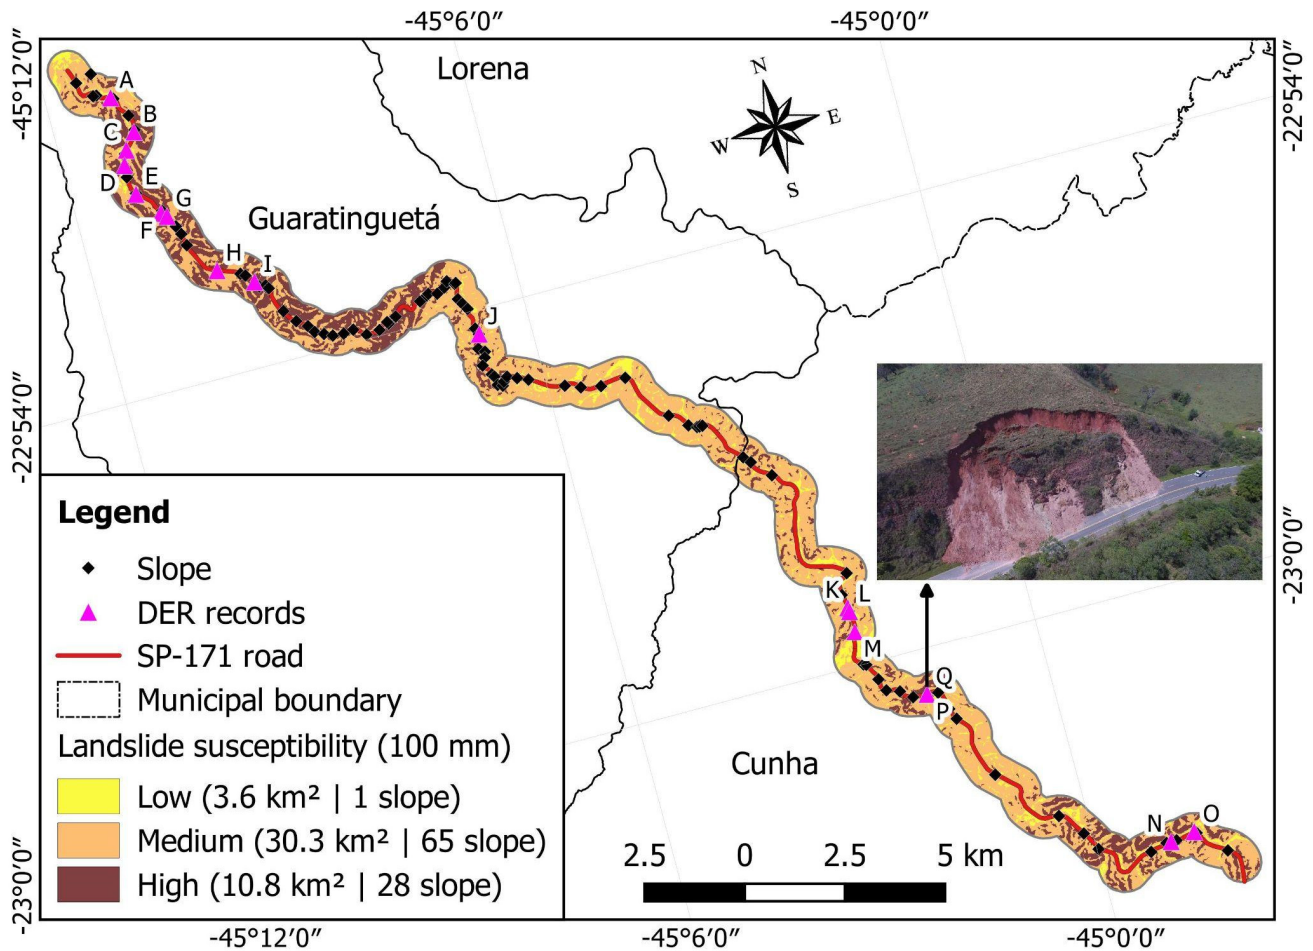 -45°6′0″
-45°0′0″
-45°12′0″
-22°54′0″
Lorena
N
E
W
S
A
B
C
D
E
F
G
Guaratinguetá
H
I
J
-22°54′0″
-23°0′0″
Legend
Slope
DER records
SP-171 road
Municipal boundary
Landslide susceptibility (100 mm)
Low (3.6 km² | 1 slope)
Medium (30.3 km² | 65 slope)
High (10.8 km² | 28 slope)
K
L
M
Q
P
Cunha
N
O
2.5 0 2.5 5 km
-23°0′0″
-45°12′0″
-45°6′0″
-45°0′0″